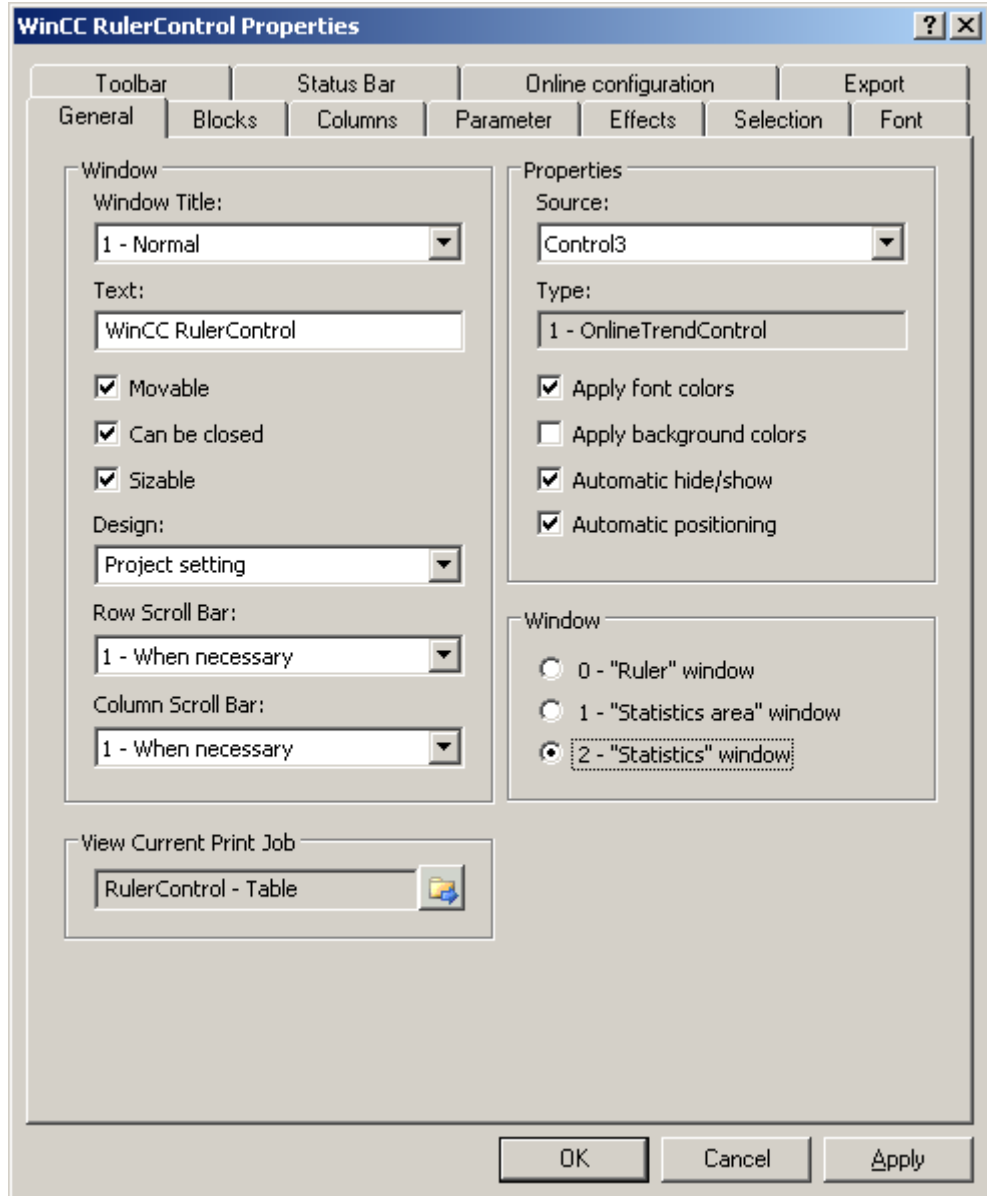 WinCC RulerControl Properties
Toolbar Status Bar Online configuration Export
General Blocks Columns Parameter Effects Selection Font
Window
Window Title:
1 - Normal
Text:
WinCC RulerControl
Movable
Can be closed
Sizable
Design:
Project setting
Row Scroll Bar:
1 - When necessary
Column Scroll Bar:
1 - When necessary
View Current Print Job
RulerControl - Table
Properties
Source:
Control3
Type:
1 - OnlineTrendControl
Apply font colors
Apply background colors
Automatic hide/show
Automatic positioning
Window
0 - "Ruler" window
1 - "Statistics area" window
2 - "Statistics" window
OK Cancel Apply